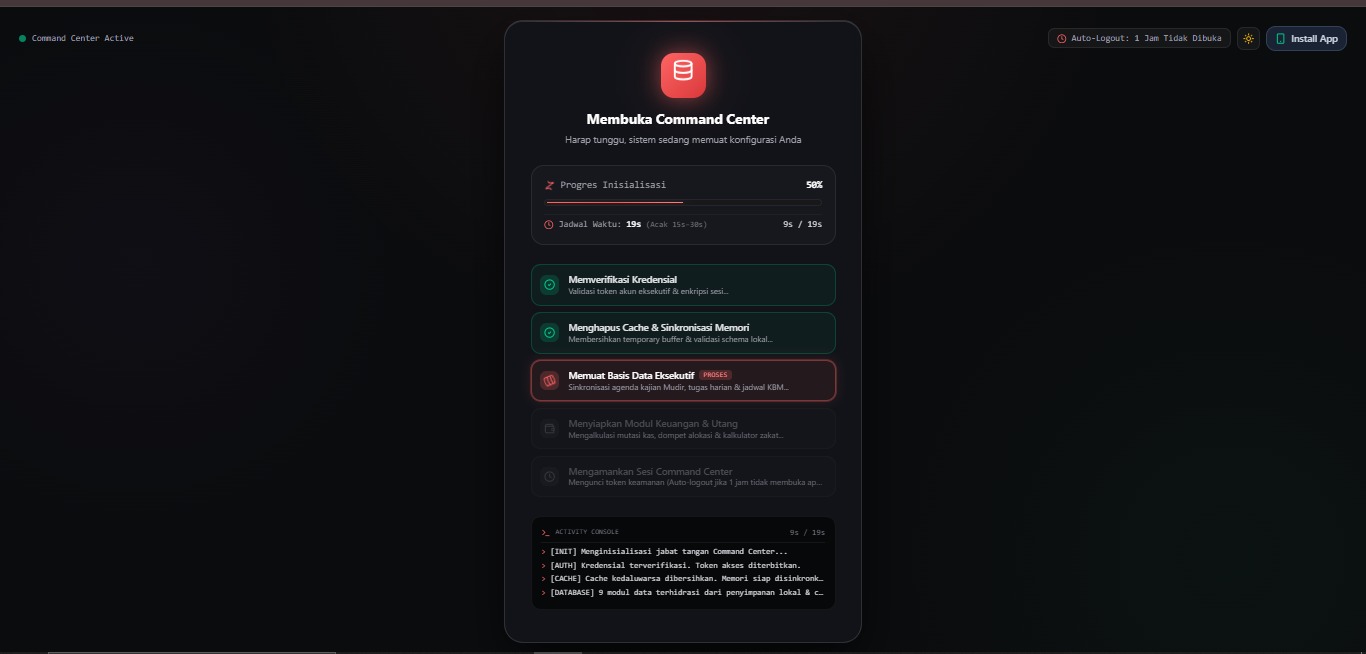 Command Center Active
Auto-Logout: 1 Jam Tidak Dibuka
Install App
Membuka Command Center
Harap tunggu, sistem sedang memuat konfigurasi Anda
Progres Inisialisasi 50%
Jadwal Waktu: 19s (Acak 15s-30s) 9s / 19s
Memverifikasi Kredensial
Validasi token akun eksekutif & enkripsi sesi...
Menghapus Cache & Sinkronisasi Memori
Membersihkan temporary buffer & validasi schema lokal...
Memuat Basis Data Eksekutif PROSES
Sinkronisasi agenda kajian Mudir, tugas harian & jadwal KBM...
Menyiapkan Modul Keuangan & Utang
Mengalkulasi mutasi kas, dompet alokasi & kalkulator zakat...
Mengamankan Sesi Command Center
Mengunci token keamanan (Auto-logout jika 1 jam tidak membuka ap...
>_ ACTIVITY CONSOLE 9s / 19s
> [INIT] Menginisialisasi jabat tangan Command Center...
> [AUTH] Kredensial terverifikasi. Token akses diterbitkan.
> [CACHE] Cache kedaluwarsa dibersihkan. Memori siap disinkronk…
> [DATABASE] 9 modul data terhidrasi dari penyimpanan lokal & c…